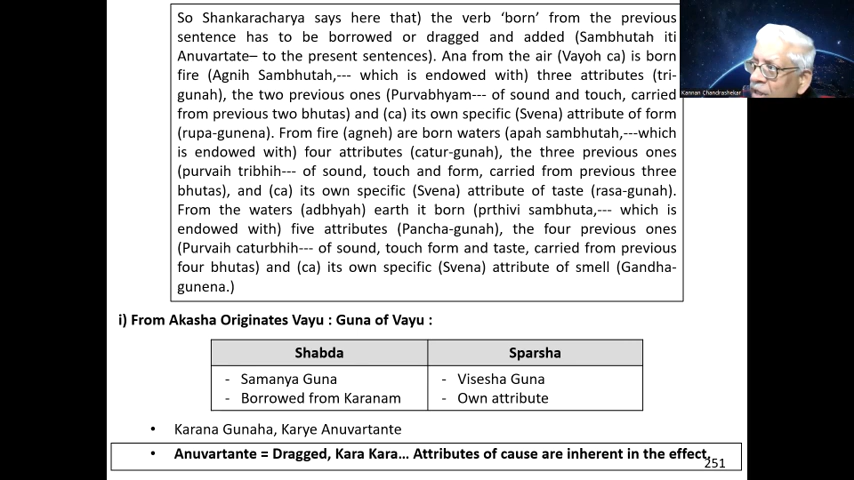 So Shankaracharya says here that) the verb ‘born’ from the previous
sentence has to be borrowed or dragged and added (Sambhutah iti
Anuvartate– to the present sentences). Ana from the air (Vayoh ca) is born
fire (Agnih Sambhutah,--- which is endowed with) three attributes (tri-
gunah), the two previous ones (Purvabhyam--- of sound and touch, carried
from previous two bhutas) and (ca) its own specific (Svena) attribute of form
(rupa-gunena). From fire (agneh) are born waters (apah sambhutah,---which
is endowed with) four attributes (catur-gunah), the three previous ones
(purvaih tribhih--- of sound, touch and form, carried from previous three
bhutas), and (ca) its own specific (Svena) attribute of taste (rasa-gunah).
From the waters (adbhyah) earth it born (prthivi sambhuta,--- which is
endowed with) five attributes (Pancha-gunah), the four previous ones
(Purvaih caturbhih--- of sound, touch form and taste, carried from previous
four bhutas) and (ca) its own specific (Svena) attribute of smell (Gandha-
gunena.)
Kannan Chandrashekar
i) From Akasha Originates Vayu : Guna of Vayu :
Shabda Sparsha
- Samanya Guna - Visesha Guna
- Borrowed from Karanam - Own attribute
• Karana Gunaha, Karye Anuvartante
• Anuvartante = Dragged, Kara Kara... Attributes of cause are inherent in the effect.
251